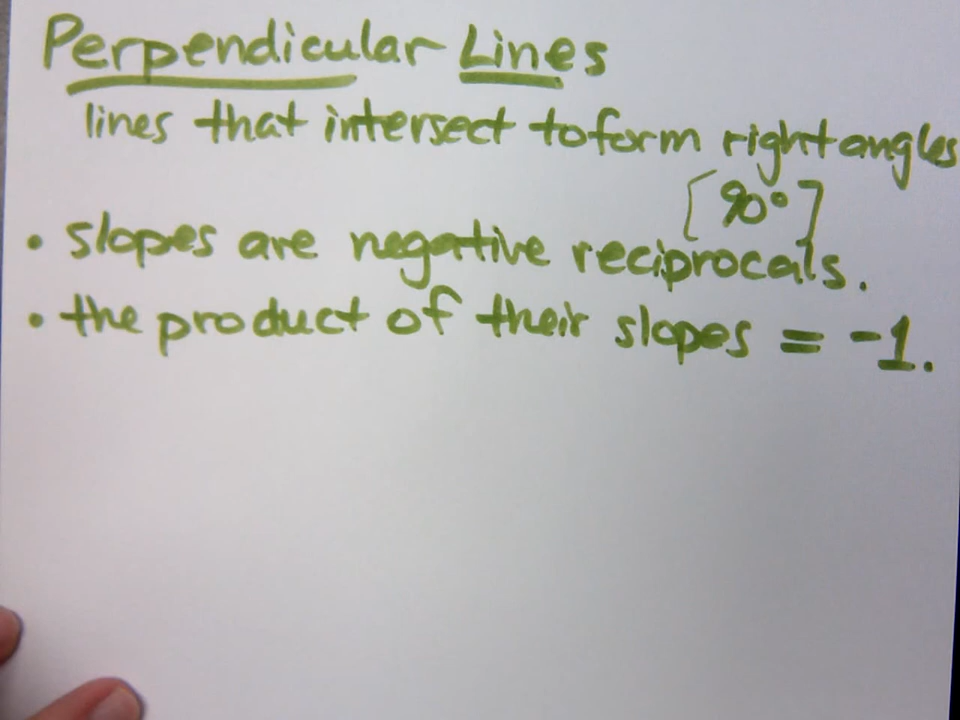 Perpendicular Lines
lines that intersect to form right angles
[90°]
• slopes are negative reciprocals.
• the product of their slopes = -1.